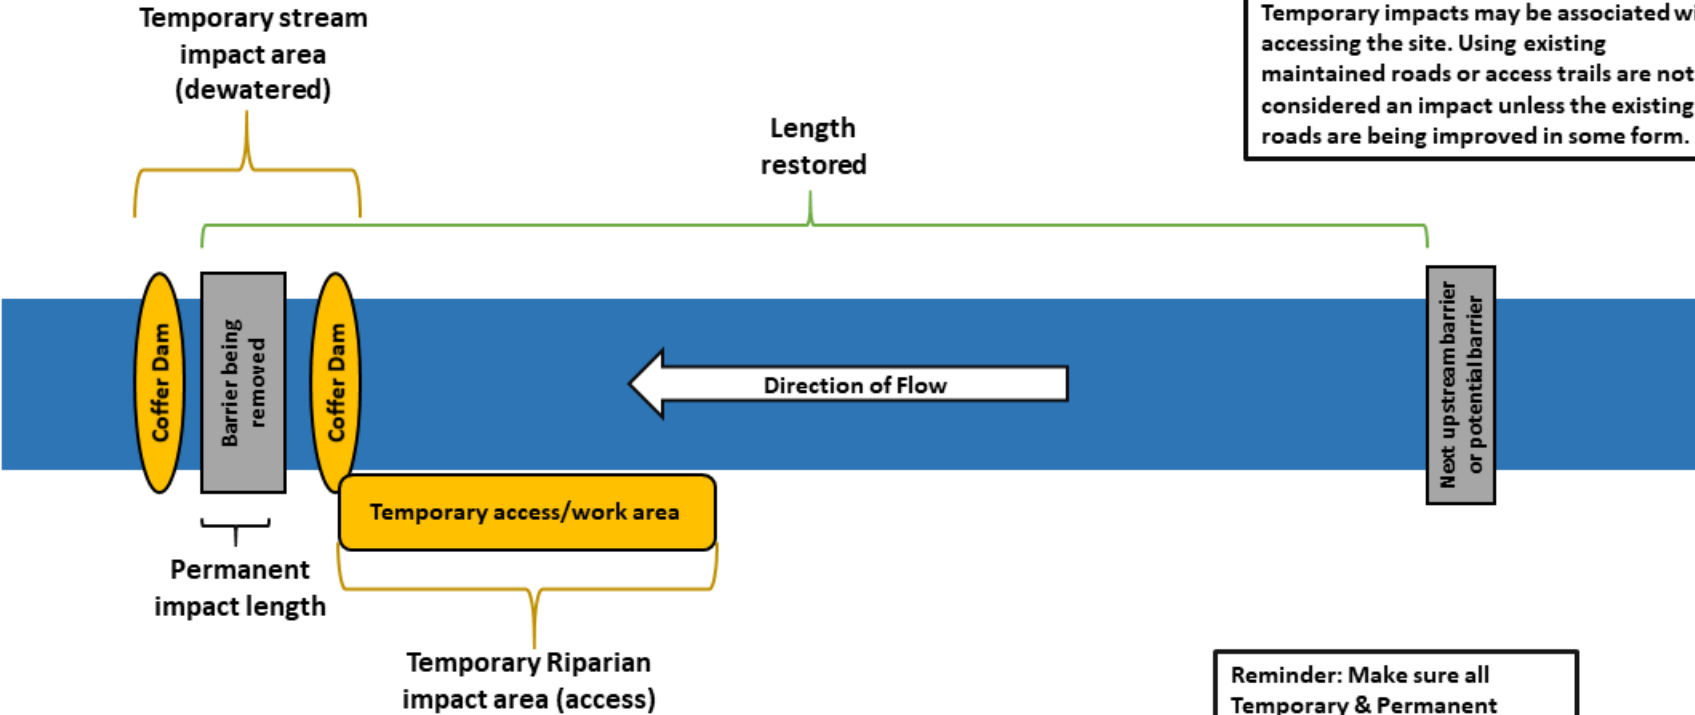 Temporary stream
impact area
(dewatered)
Temporary impacts may be associated wi
accessing the site. Using existing
maintained roads or access trails are not
considered an impact unless the existing
roads are being improved in some form.
Length
restored
Coffer Dam
Barrier being
removed
Coffer Dam
Direction of Flow
Next upstream barrier
or potential barrier
Temporary access/work area
Permanent
impact length
Temporary Riparian
impact area (access)
Reminder: Make sure all
Temporary & Permanent